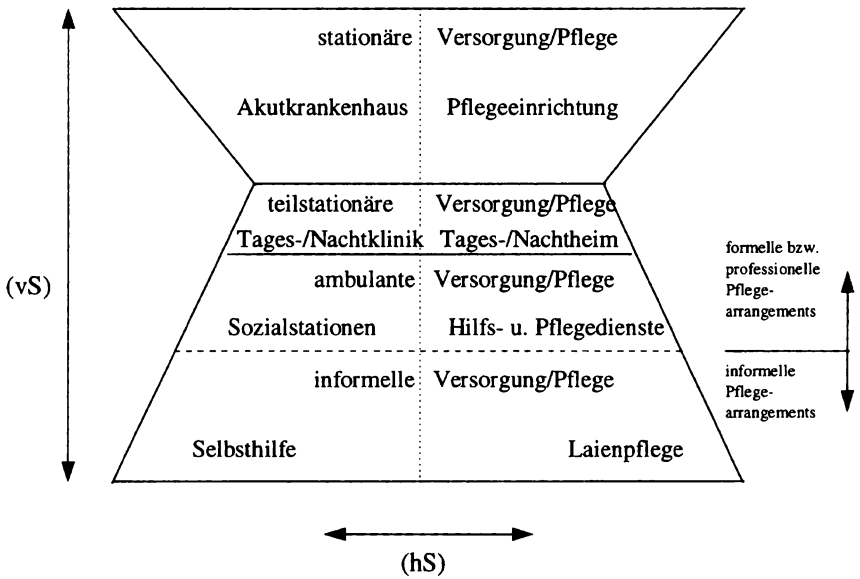 stationäre Versorgung/Pflege
Akutkrankenhaus Pflegeeinrichtung
teilstationäre Versorgung/Pflege
Tages-/Nachtklinik Tages-/Nachtheim
ambulante Versorgung/Pflege
Sozialstationen Hilfs- u. Pflegedienste
informelle Versorgung/Pflege
Selbsthilfe Laienpflege
(vS)
formelle bzw.
professionelle
Pflege-
arrangements
informelle
Pflege-
arrangements
(hS)